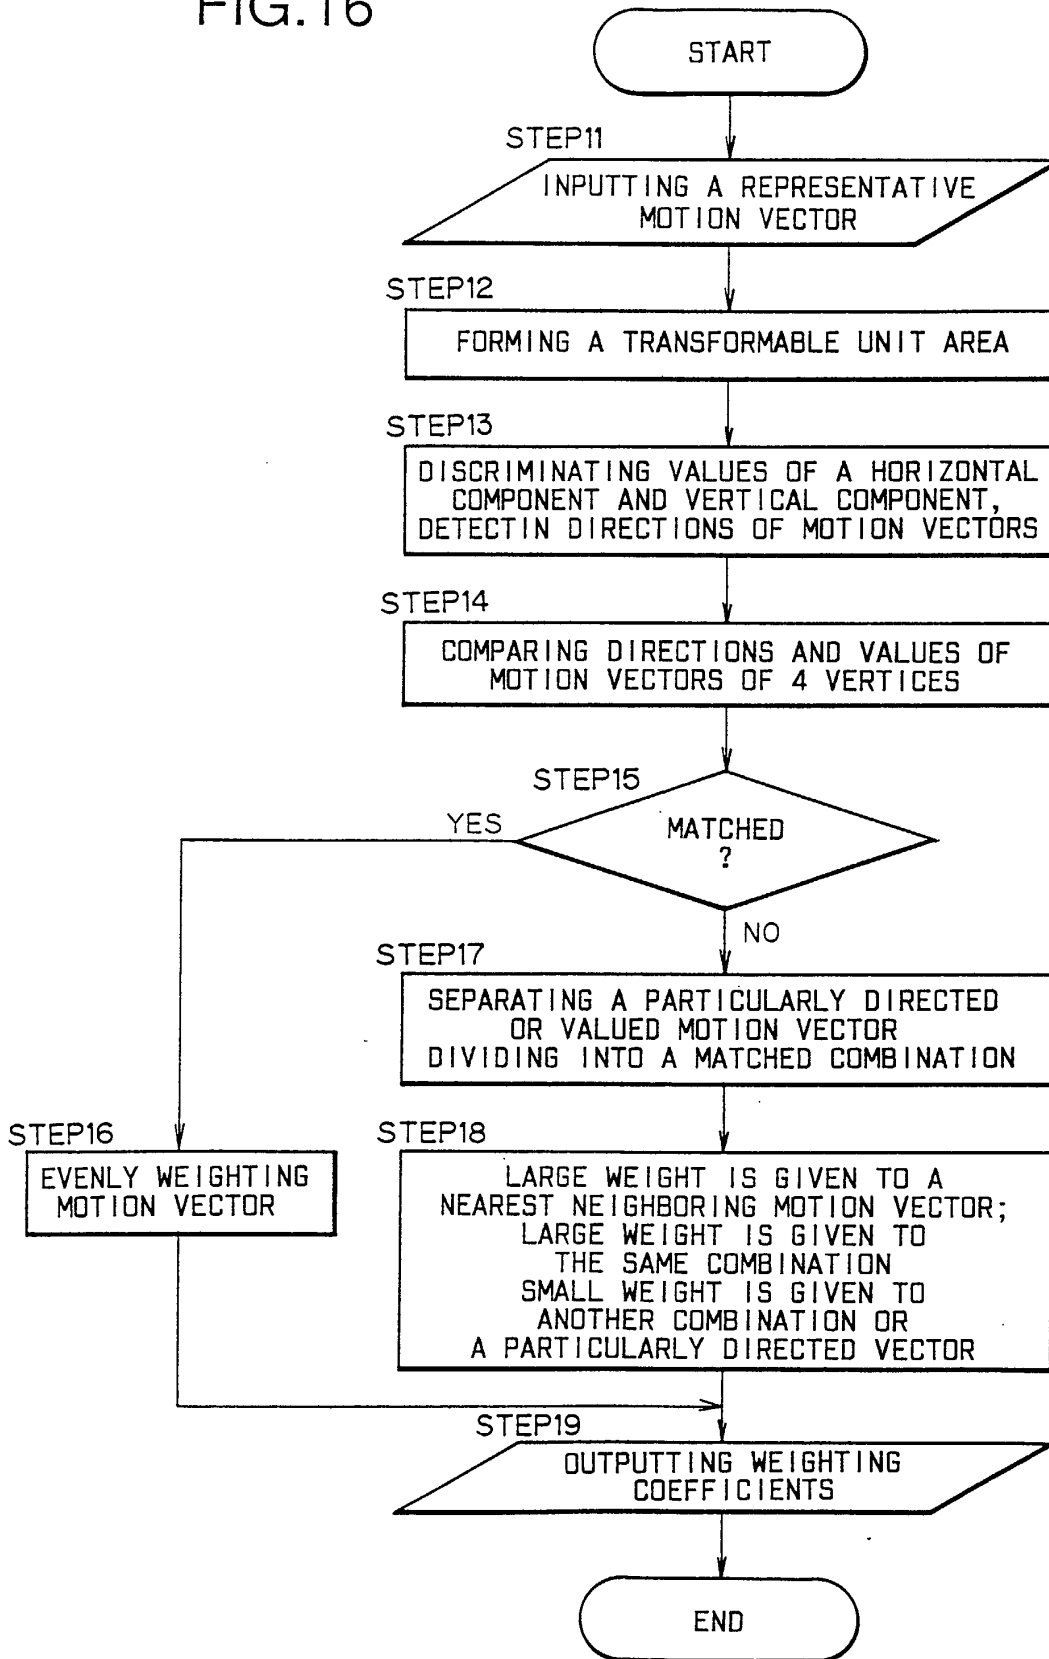 FIG.16
START
STEP11
INPUTTING A REPRESENTATIVE
MOTION VECTOR
STEP12
FORMING A TRANSFORMABLE UNIT AREA
STEP13
DISCRIMINATING VALUES OF A HORIZONTAL
COMPONENT AND VERTICAL COMPONENT,
DETECTIN DIRECTIONS OF MOTION VECTORS
STEP14
COMPARING DIRECTIONS AND VALUES OF
MOTION VECTORS OF 4 VERTICES
STEP15
YES
MATCHED
?
NO
STEP17
SEPARATING A PARTICULARLY DIRECTED
OR VALUED MOTION VECTOR
DIVIDING INTO A MATCHED COMBINATION
STEP16
EVENLY WEIGHTING
MOTION VECTOR
STEP18
LARGE WEIGHT IS GIVEN TO A
NEAREST NEIGHBORING MOTION VECTOR;
LARGE WEIGHT IS GIVEN TO
THE SAME COMBINATION
SMALL WEIGHT IS GIVEN TO
ANOTHER COMBINATION OR
A PARTICULARLY DIRECTED VECTOR
STEP19
OUTPUTTING WEIGHTING
COEFFICIENTS
END